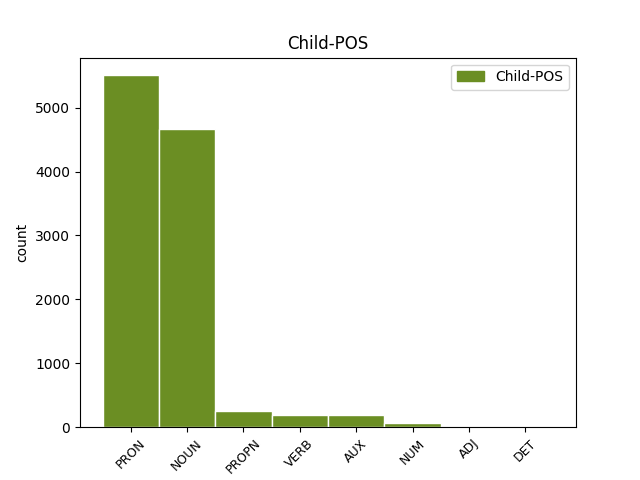 Child-POS
Child-POS
count
5000
4000
3000
2000
1000
0
PRON NOUN PROPN VERB AUX NUM ADJ DET